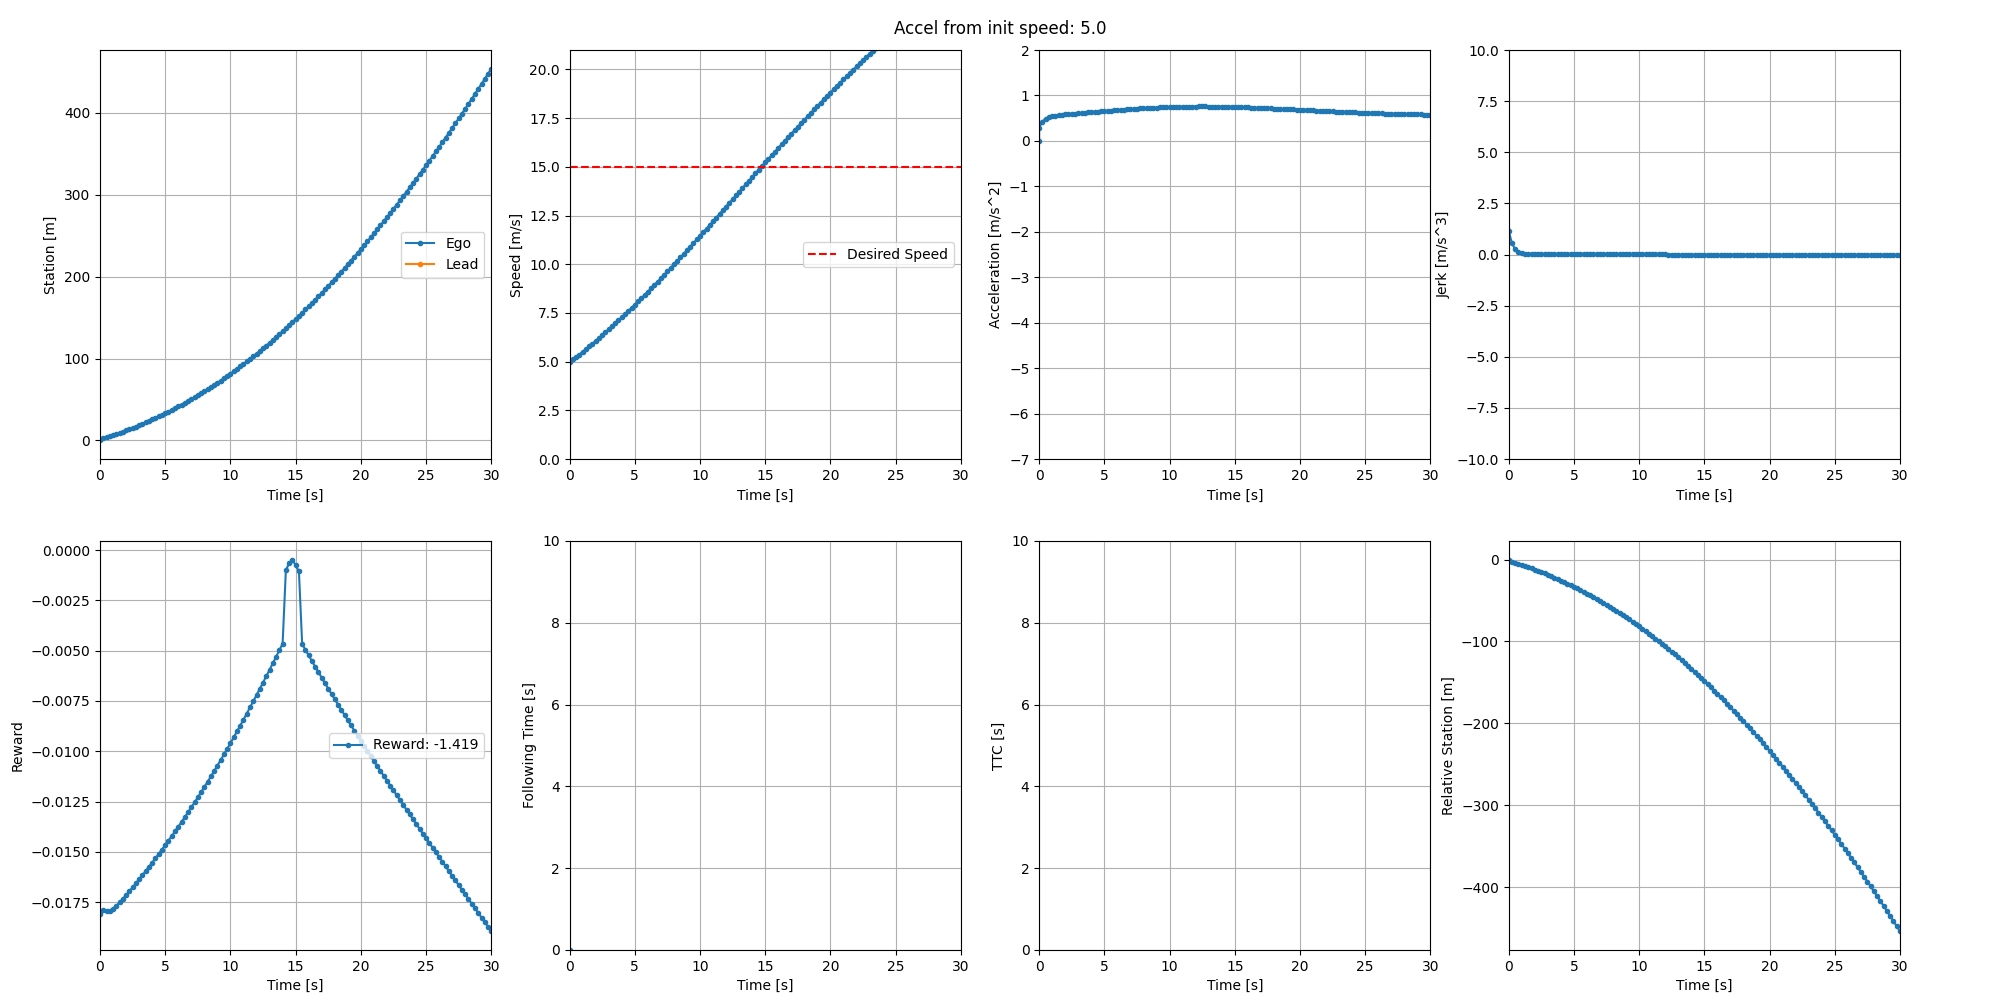 Accel from init speed: 5.0
Station [m]
400
300
200
100
0
0 5 10 15 20 25 30
Time [s]
Ego
Lead
Speed [m/s]
20.0
17.5
15.0
12.5
10.0
7.5
5.0
2.5
0.0
0 5 10 15 20 25 30
Time [s]
Desired Speed
Acceleration [m/s^2]
2
1
0
−1
−2
−3
−4
−5
−6
−7
0 5 10 15 20 25 30
Time [s]
Jerk [m/s^3]
10.0
7.5
5.0
2.5
0.0
−2.5
−5.0
−7.5
−10.0
0 5 10 15 20 25 30
Time [s]
Reward
0.0000
−0.0025
−0.0050
−0.0075
−0.0100
−0.0125
−0.0150
−0.0175
0 5 10 15 20 25 30
Time [s]
Reward: -1.419
Following Time [s]
10
8
6
4
2
0
0 5 10 15 20 25 30
Time [s]
TTC [s]
10
8
6
4
2
0
0 5 10 15 20 25 30
Time [s]
Relative Station [m]
0
−100
−200
−300
−400
0 5 10 15 20 25 30
Time [s]